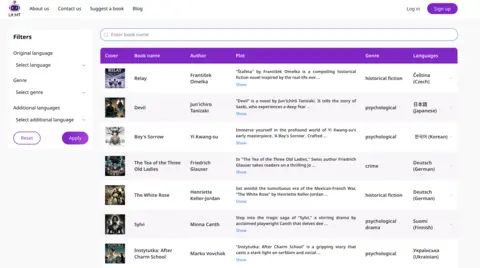 About us Contact us Suggest a book Blog Log in Sign up
Enter book name
Filters
Original language
Select language
Genre
Select genre
Additional languages
Select additional language
Reset Apply
Cover Book name Author Plot Genre Languages
Relay
František
Omelka
"Štafeta" by František Omelka is a compelling historical
fiction novel inspired by the real-life eve ...
Show
historical fiction
Čeština
(Czech)
Devil
Jun'ichirō
Tanizaki
"Devil" is a novel by Jun'ichirō Tanizaki. It tells the story of
Saiki, who experiences a deep fear ...
Show
psychological
日本語
(Japanese)
Boy's Sorrow
Yi Kwang-su
Immerse yourself in the profound world of Yi Kwang-su's
early masterpiece, 'A Boy's Sorrow'. Crafted ...
Show
psychological
한국어 (Korean)
The Tea of the Three
Old Ladies
Friedrich
Glauser
In "The Tea of the Three Old Ladies," Swiss author Friedrich
Glauser takes readers on a thrilling jo ...
Show
crime
Deutsch
(German)
The White Rose
Henriette
Keller-Jordan
Set amidst the tumultuous era of the Mexican-French War,
"The White Rose" by Henriette Keller-Jordan ...
Show
historical fiction
Deutsch
(German)
Sylvi
Minna Canth
Step into the tragic saga of "Sylvi," a stirring drama by
acclaimed playwright Canth that delves dee ...
Show
psychological
drama
Suomi
(Finnish)
Instytutka: After
Charm School
Marko Vovchok
"Instytutka: After Charm School" is a gripping story that
casts a stark light on serfdom and social ...
Show
psychological
Українська
(Ukrainian)